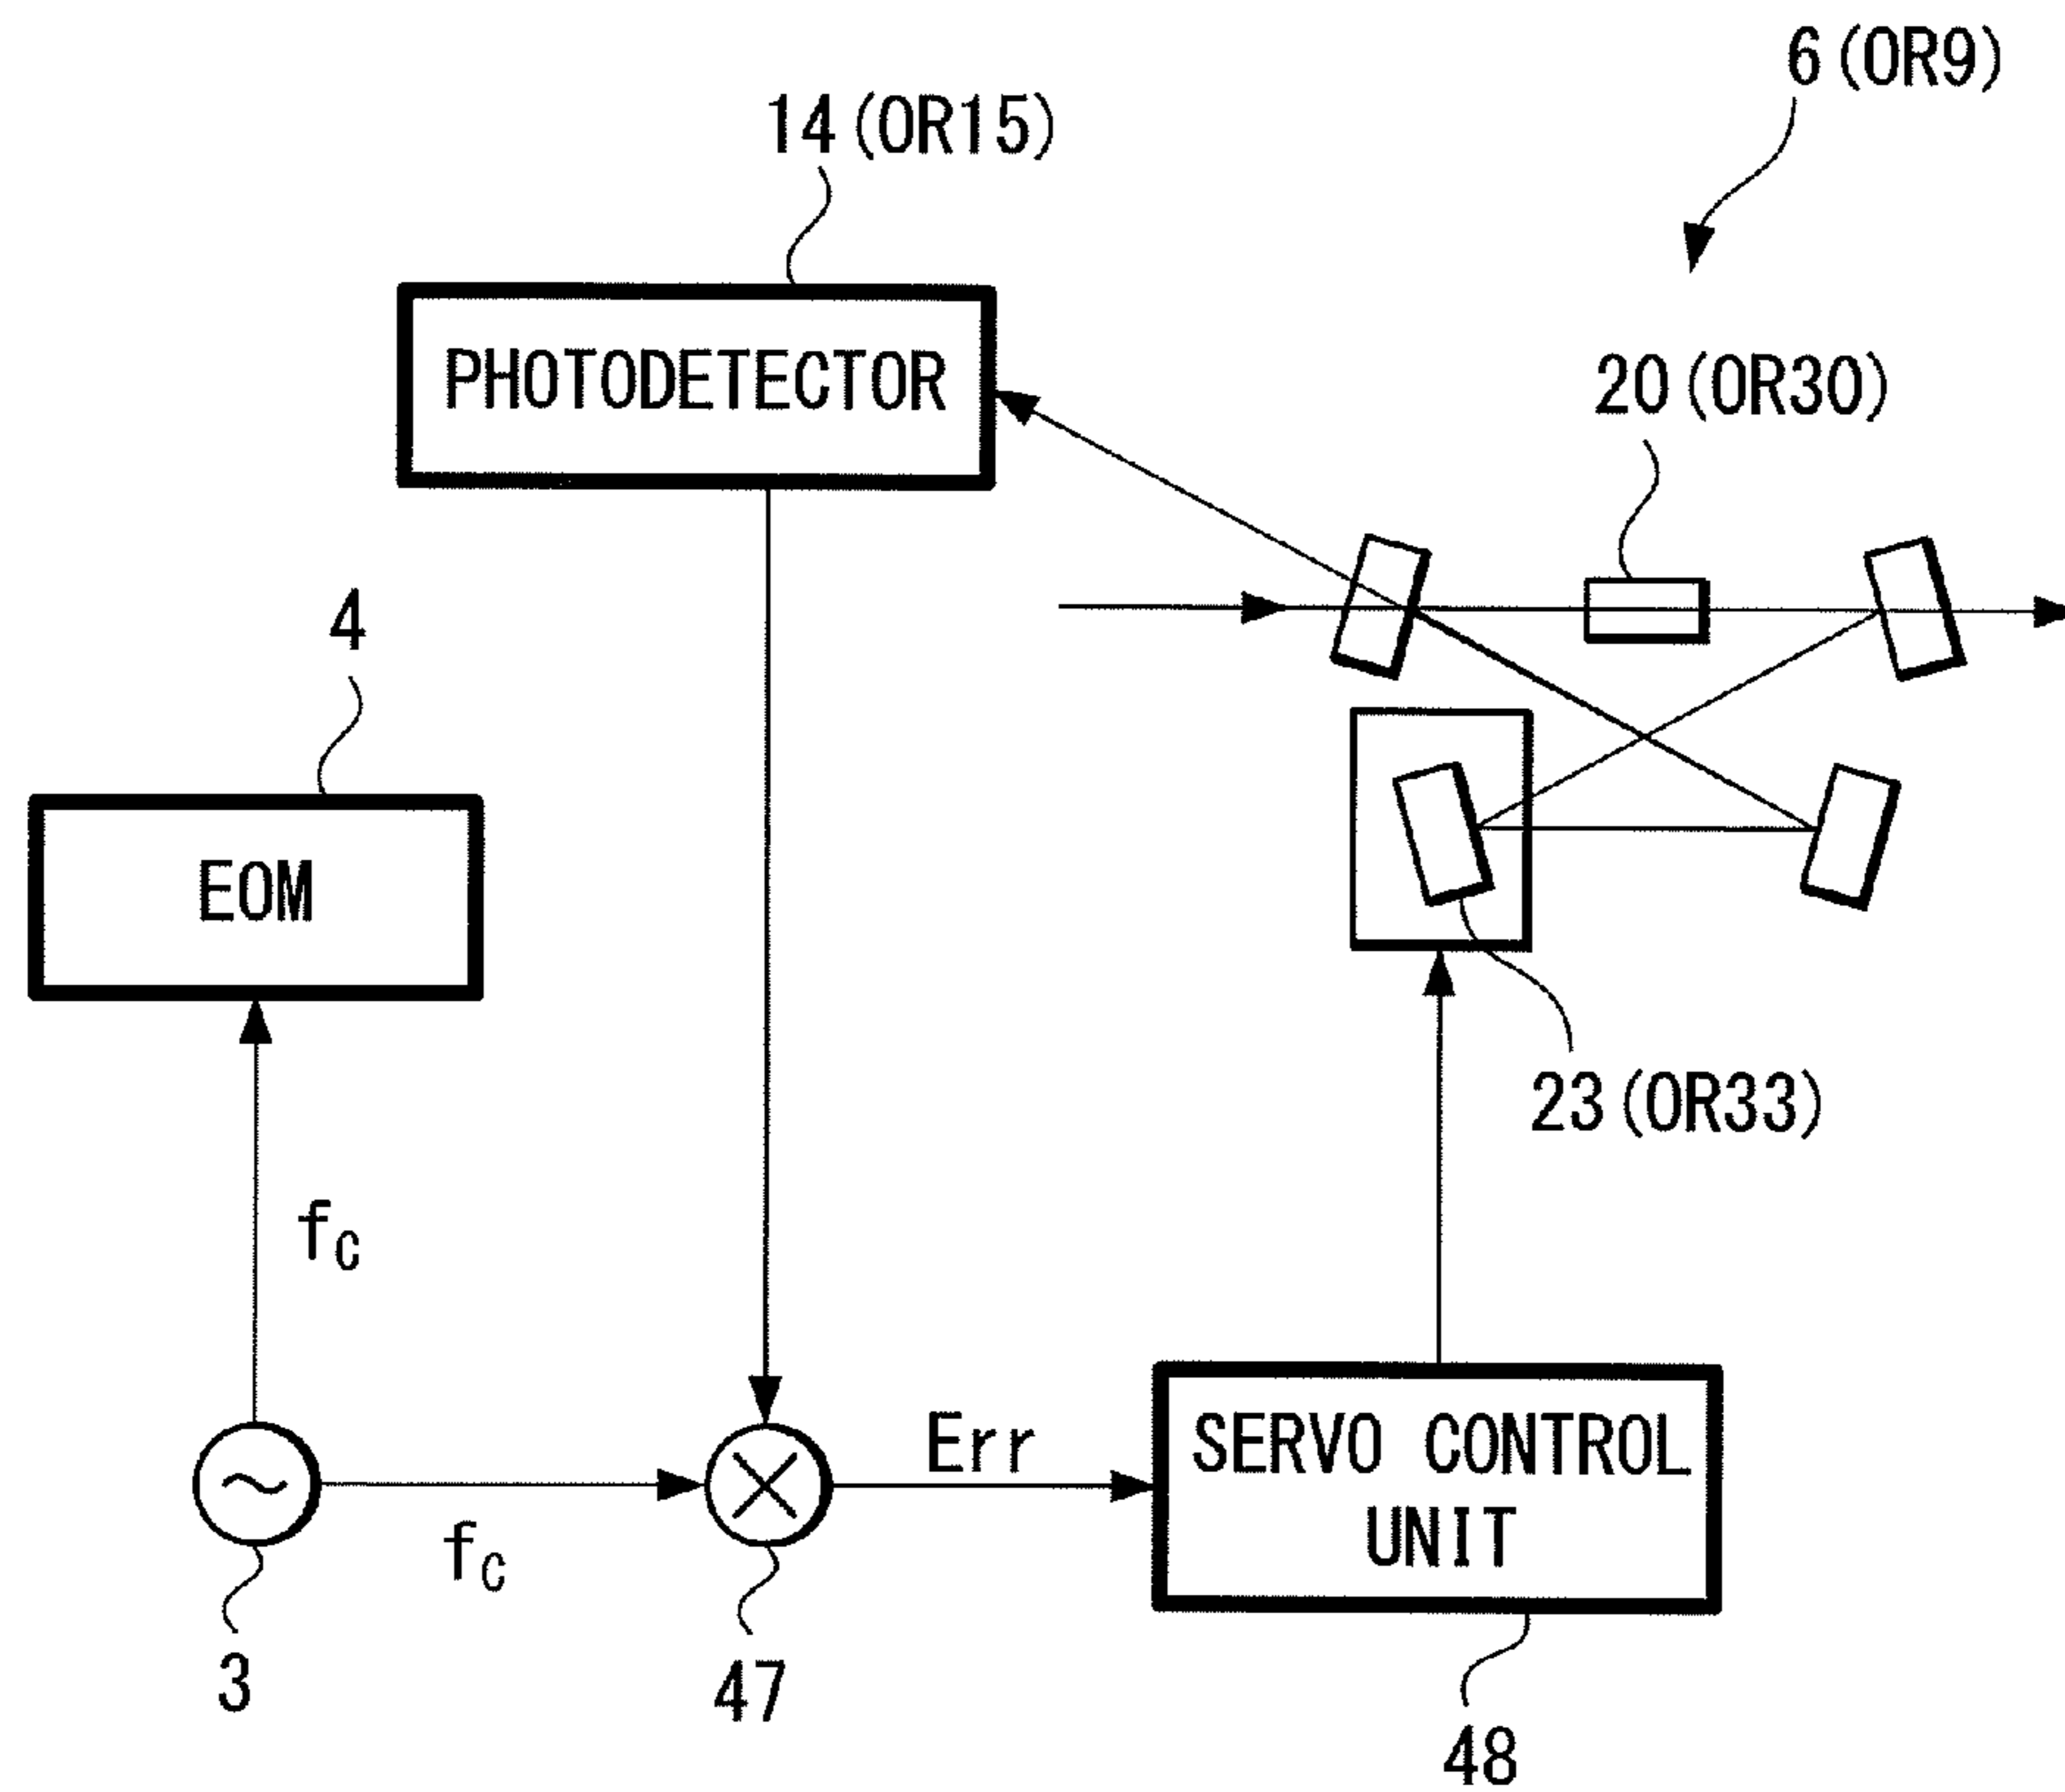 6(OR9)
14(OR15)
PHOTODETECTOR
20(OR30)
4
EOM
23(OR33)
fC
Err
SERVO CONTROL
UNIT
fC
3
47
48